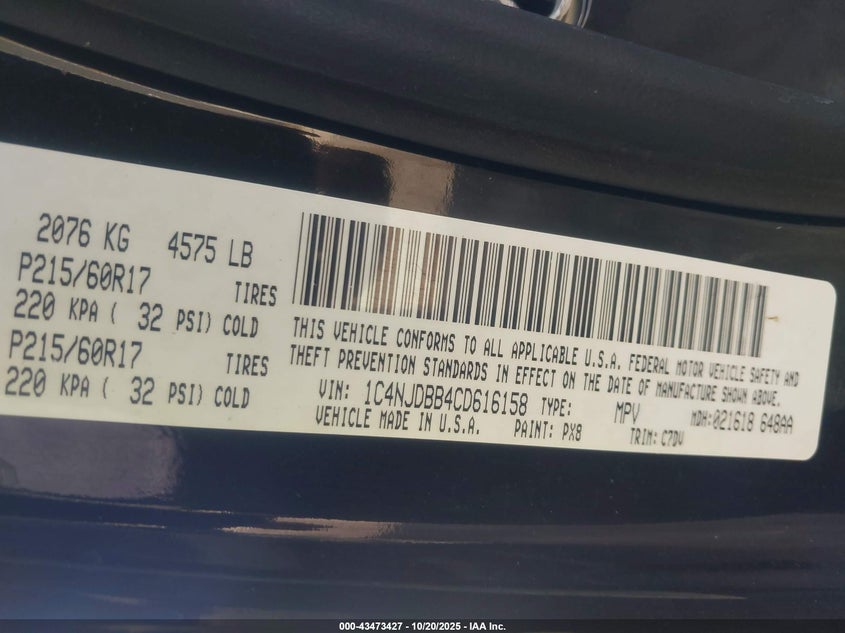 2076 KG 4575 LB
P215/60R17 TIRES
220 KPA ( 32 PSI) COLD
P215/60R17 TIRES
220 KPA ( 32 PSI) COLD
THIS VEHICLE CONFORMS TO ALL APPLICABLE U.S.A. FEDERAL MOTOR VEHICLE SAFETY AND
THEFT PREVENTION STANDARDS IN EFFECT ON THE DATE OF MANUFACTURE SHOWN ABOVE.
VIN: 1C4NJDBB4CD616158 TYPE: MPV MDH:021618 648AA
VEHICLE MADE IN U.S.A. PAINT: PX8 TRIM: C7DV
000-43473427 - 10/20/2025 - IAA Inc.